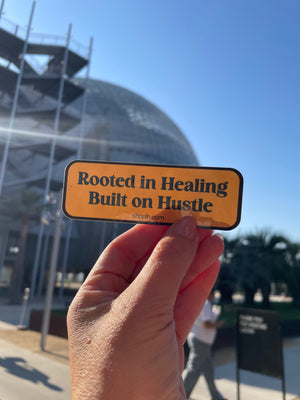 Rooted in Healing
Built on Hustle